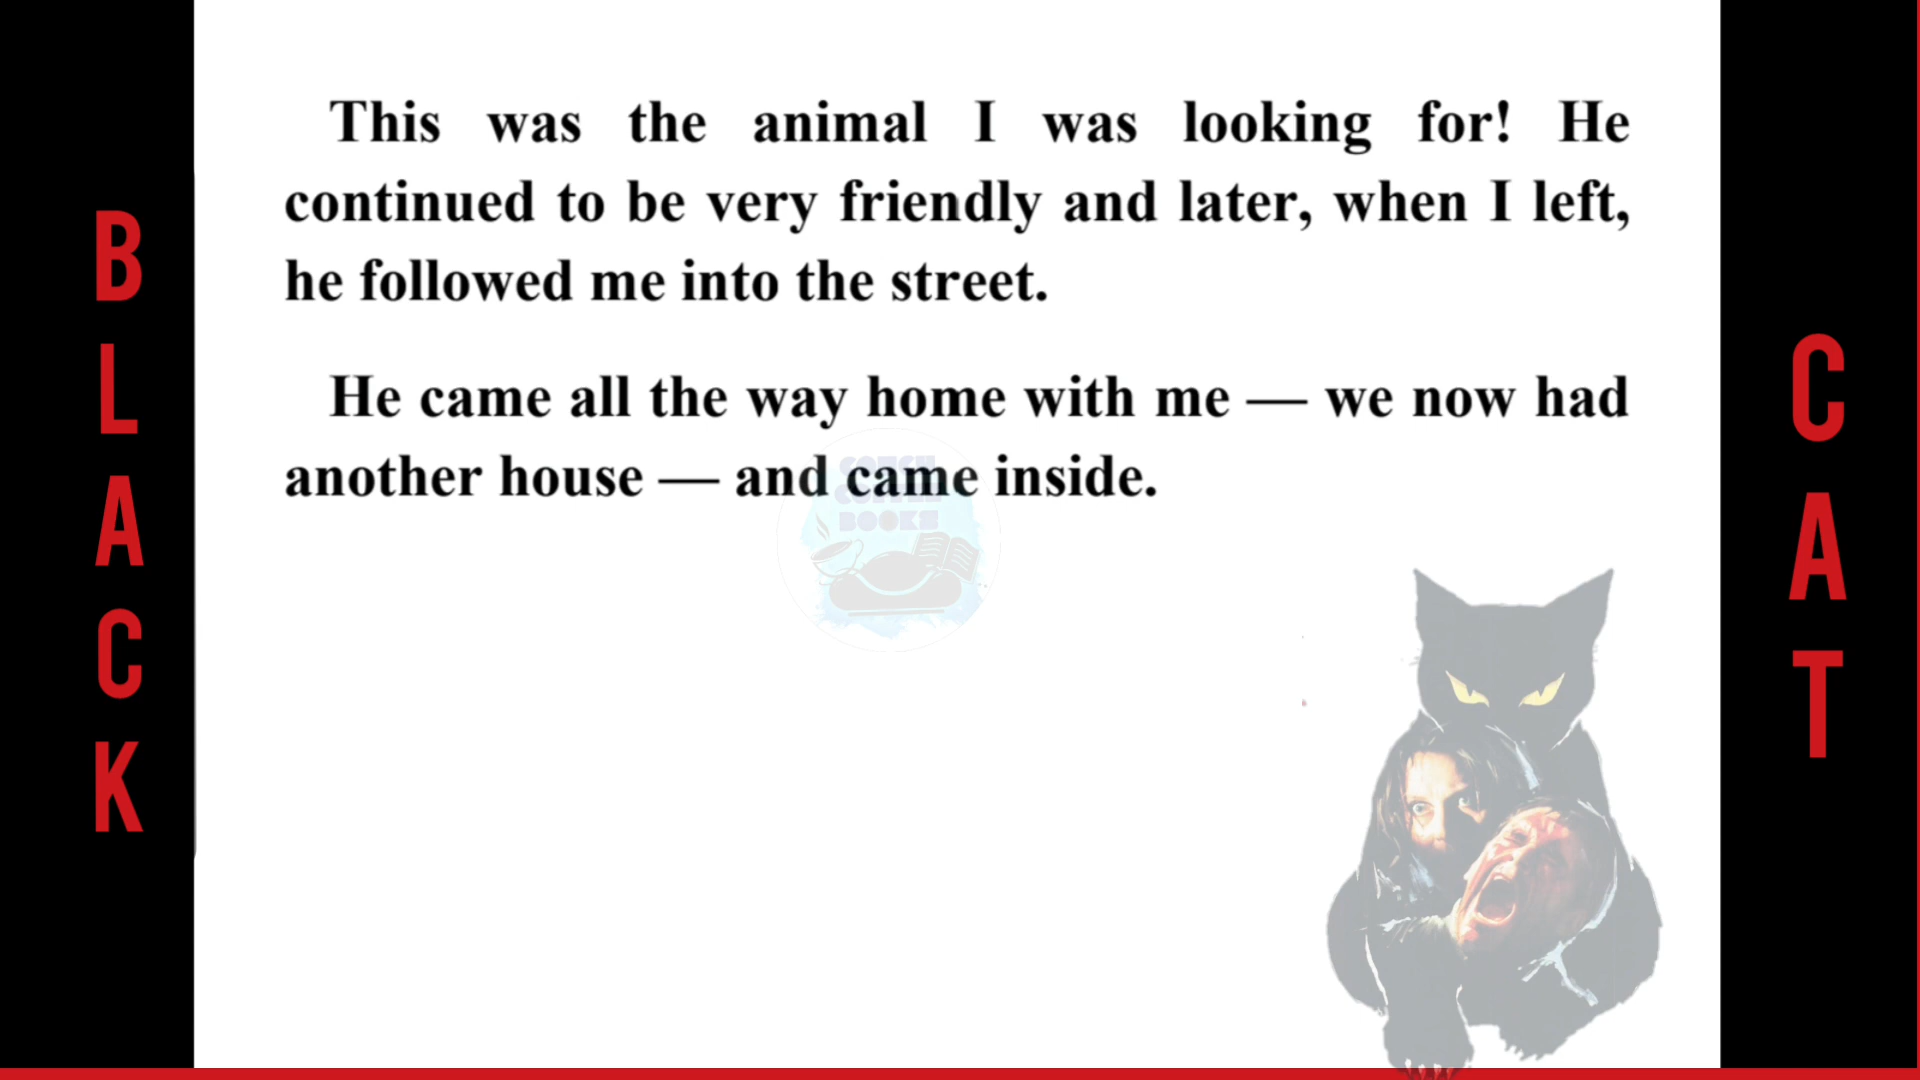 BLACK
This was the animal I was looking for! He
continued to be very friendly and later, when I left,
he followed me into the street.
He came all the way home with me — we now had
another house — and came inside.
COFFEE
BOOKS
CAT